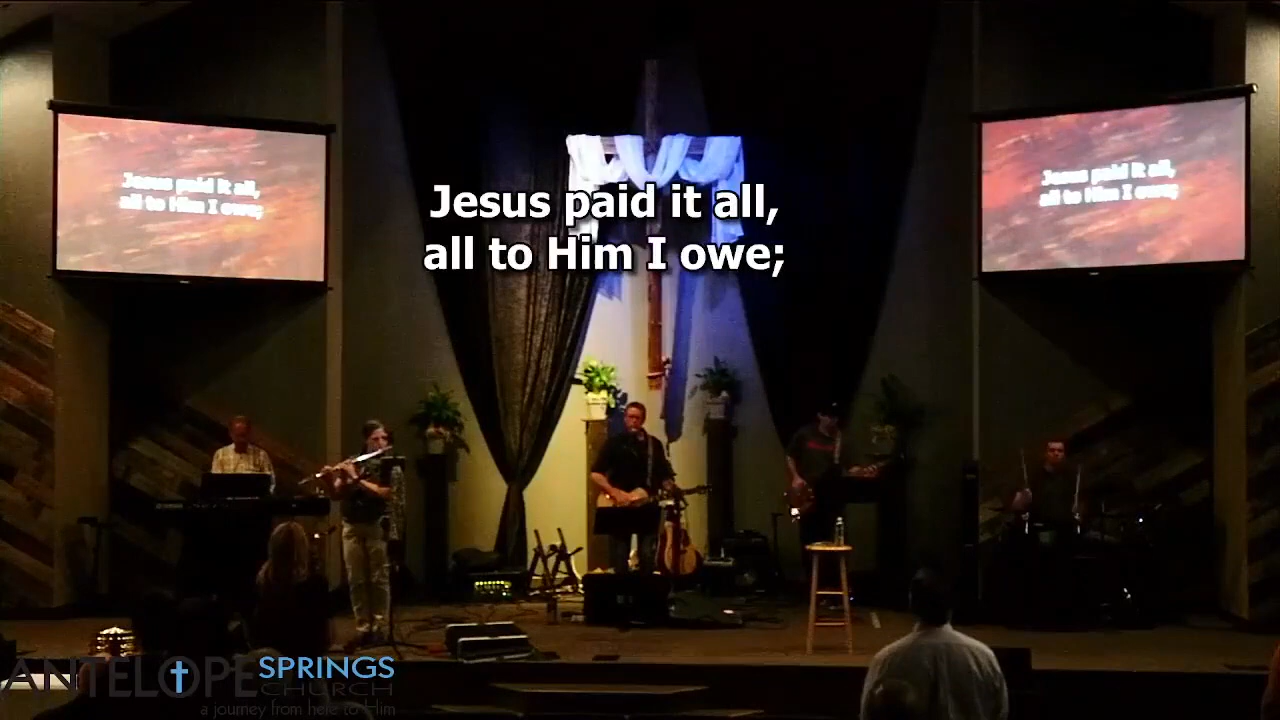 Jesus paid it all,
all to Him I owe;
Jesus paid it all,
all to Him I owe;
Jesus paid it all,
all to Him I owe;
ANTELOPE SPRINGS
CHURCH
a journey from here to Him